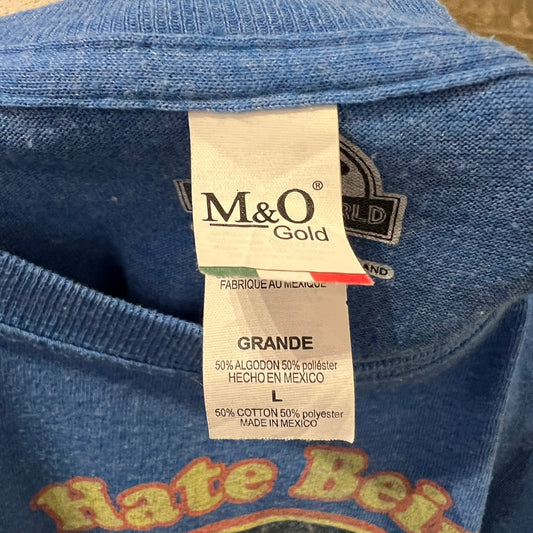 M&O®
Gold
FABRIQUE AU MEXIQUE
GRANDE
50% ALGODON 50% poliéster
HECHO EN MEXICO
L
50% COTTON 50% polyester
MADE IN MEXICO
Hate